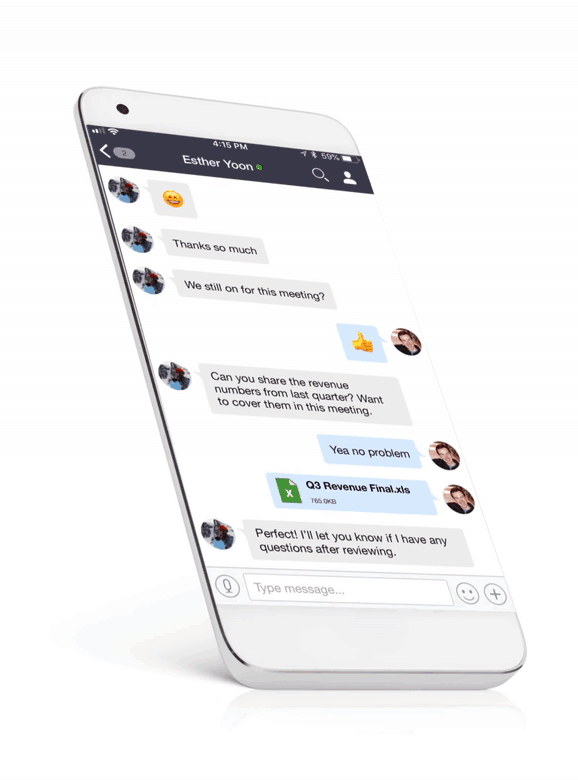 4:15 PM
59%
2
Esther Yoon
Thanks so much
We still on for this meeting?
Can you share the revenue
numbers from last quarter? Want
to cover them in this meeting.
Yea no problem
X
Q3 Revenue Final.xls
765.0KB
Perfect! I'll let you know if I have any
questions after reviewing.
Type message...